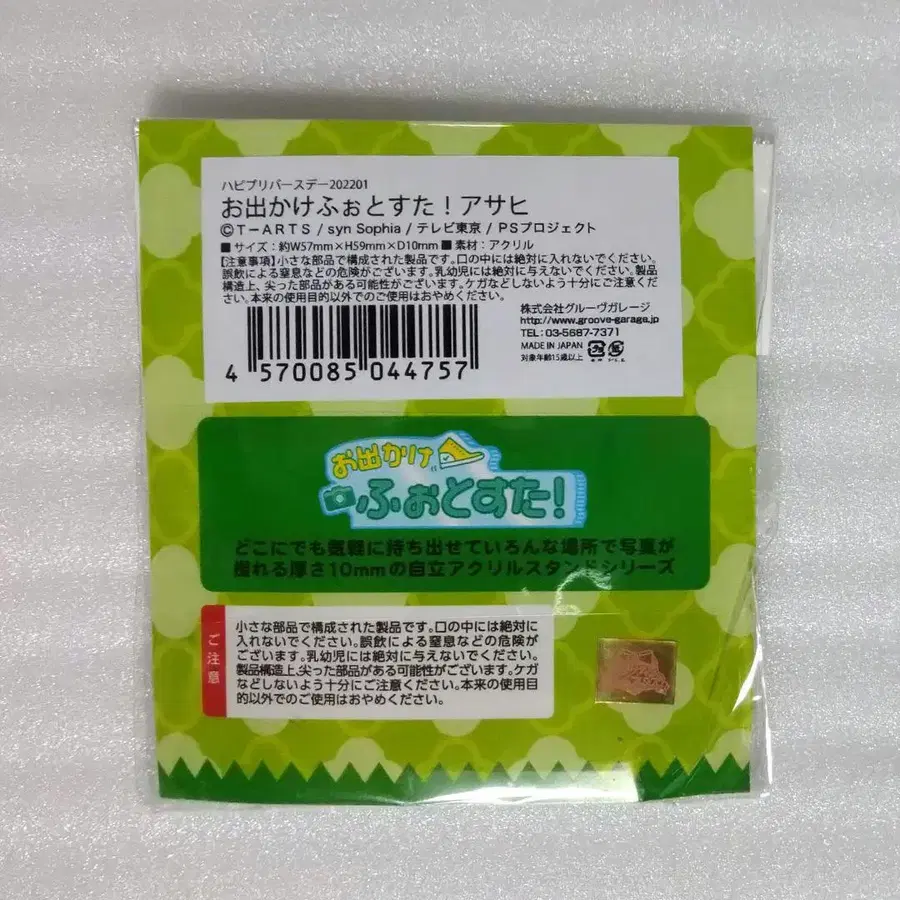 ハピプリバースデー202201
お出かけふぉとすた！アサヒ
©T-ARTS / syn Sophia / テレビ東京 / PSプロジェクト
■サイズ：約W57mm×H59mm×D10mm■素材：アクリル
【注意事項】小さな部品で構成された製品です。口の中には絶対に入れないでください。
誤飲による窒息などの危険がございます。乳幼児には絶対に与えないでください。製品
構造上、尖った部品がある可能性がございます。ケガなどしないよう十分にご注意くださ
い。本来の使用目的以外でのご使用はおやめください。
株式会社グルーヴガレージ
http://www.groove-garage.jp
TEL：03-5687-7371
MADE IN JAPAN
対象年齢15歳以上
4 570085 044757
お出かけ
ふぉとすた！
どこにでも気軽に持ち出せていろんな場所で写真が
撮れる厚さ10mmの自立アクリルスタンドシリーズ
ご注意
小さな部品で構成された製品です。口の中には絶対に
入れないでください。誤飲による窒息などの危険が
ございます。乳幼児には絶対に与えないでください。
製品構造上、尖った部品がある可能性がございます。ケガ
などしないよう十分にご注意ください。本来の使用目
的以外でのご使用はおやめください。